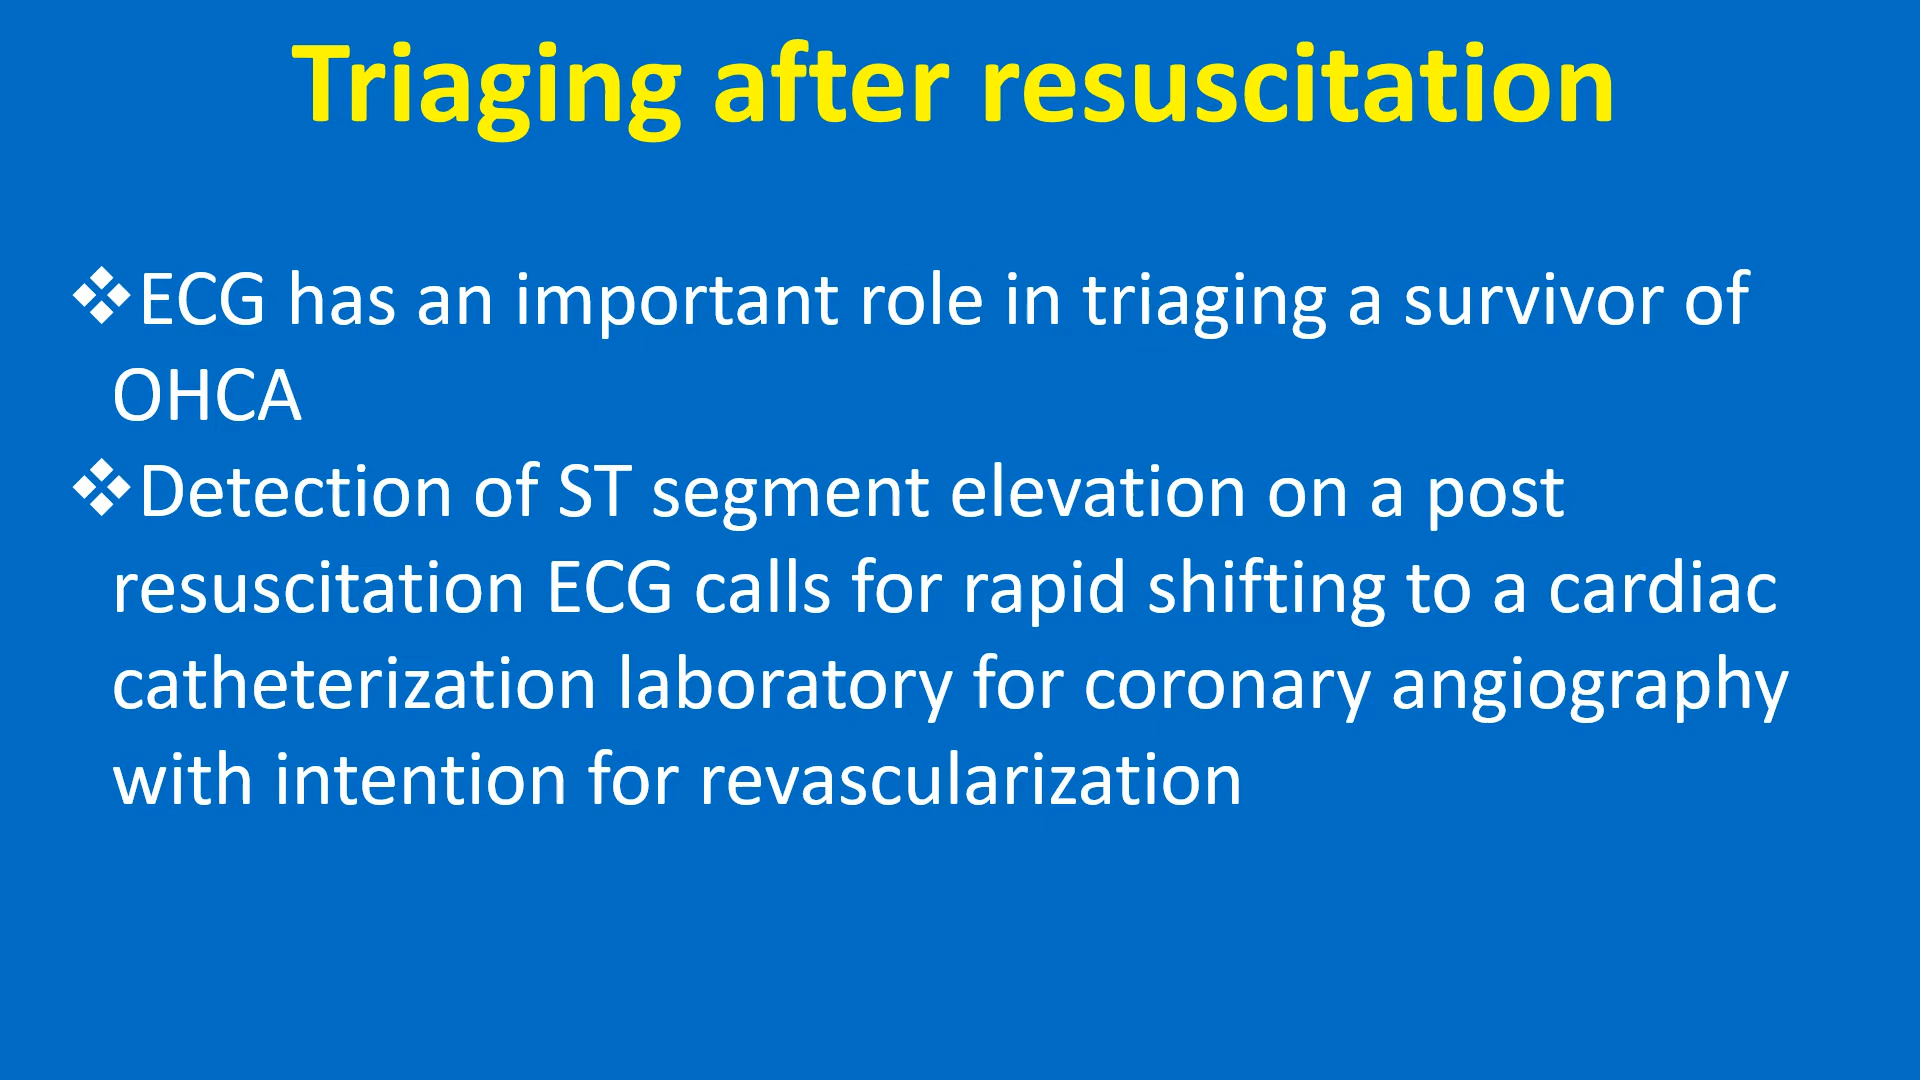 Triaging after resuscitation
❖ECG has an important role in triaging a survivor of
OHCA
❖Detection of ST segment elevation on a post
resuscitation ECG calls for rapid shifting to a cardiac
catheterization laboratory for coronary angiography
with intention for revascularization